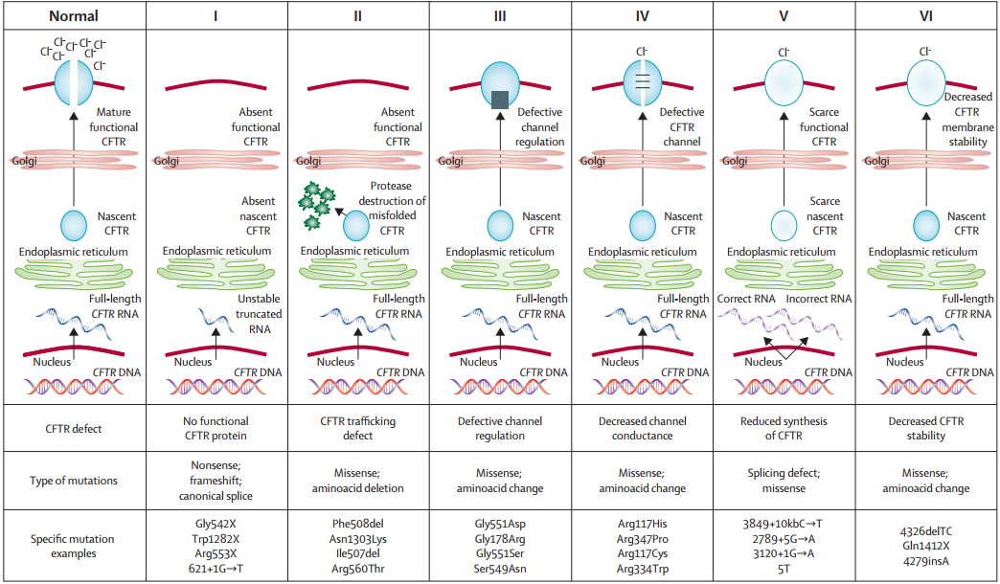 Normal
I
II
III
IV
V
VI
Cl-
Cl-
Cl-
Cl-
Cl-
Cl-
Cl-
Cl-
Mature
functional
CFTR
Golgi
Nascent
CFTR
Endoplasmic reticulum
Full-length
CFTR RNA
Nucleus
CFTR DNA
Absent
functional
CFTR
Golgi
Absent
nascent
CFTR
Endoplasmic reticulum
Unstable
truncated
RNA
Nucleus
CFTR DNA
Absent
functional
CFTR
Golgi
Protease
destruction of
misfolded
CFTR
Endoplasmic reticulum
Full-length
CFTR RNA
Nucleus
CFTR DNA
Defective
channel
regulation
Golgi
Nascent
CFTR
Endoplasmic reticulum
Full-length
CFTR RNA
Nucleus
CFTR DNA
Cl-
Defective
CFTR
channel
Golgi
Nascent
CFTR
Endoplasmic reticulum
Full-length
CFTR RNA
Nucleus
CFTR DNA
Cl-
Scarce
functional
CFTR
Golgi
Scarce
nascent
CFTR
Endoplasmic reticulum
Correct RNA
Incorrect RNA
Nucleus
CFTR DNA
Cl-
Decreased
CFTR
membrane
stability
Golgi
Nascent
CFTR
Endoplasmic reticulum
Full-length
CFTR RNA
Nucleus
CFTR DNA
CFTR defect
No functional
CFTR protein
CFTR trafficking
defect
Defective channel
regulation
Decreased channel
conductance
Reduced synthesis
of CFTR
Decreased CFTR
stability
Type of mutations
Nonsense;
frameshift;
canonical splice
Missense;
aminoacid deletion
Missense;
aminoacid change
Missense;
aminoacid change
Splicing defect;
missense
Missense;
aminoacid change
Specific mutation
examples
Gly542X
Trp1282X
Arg553X
621+1G→T
Phe508del
Asn1303Lys
Ile507del
Arg560Thr
Gly551Asp
Gly178Arg
Gly551Ser
Ser549Asn
Arg117His
Arg347Pro
Arg117Cys
Arg334Trp
3849+10kbC→T
2789+5G→A
3120+1G→A
5T
4326delTC
Gln1412X
4279insA